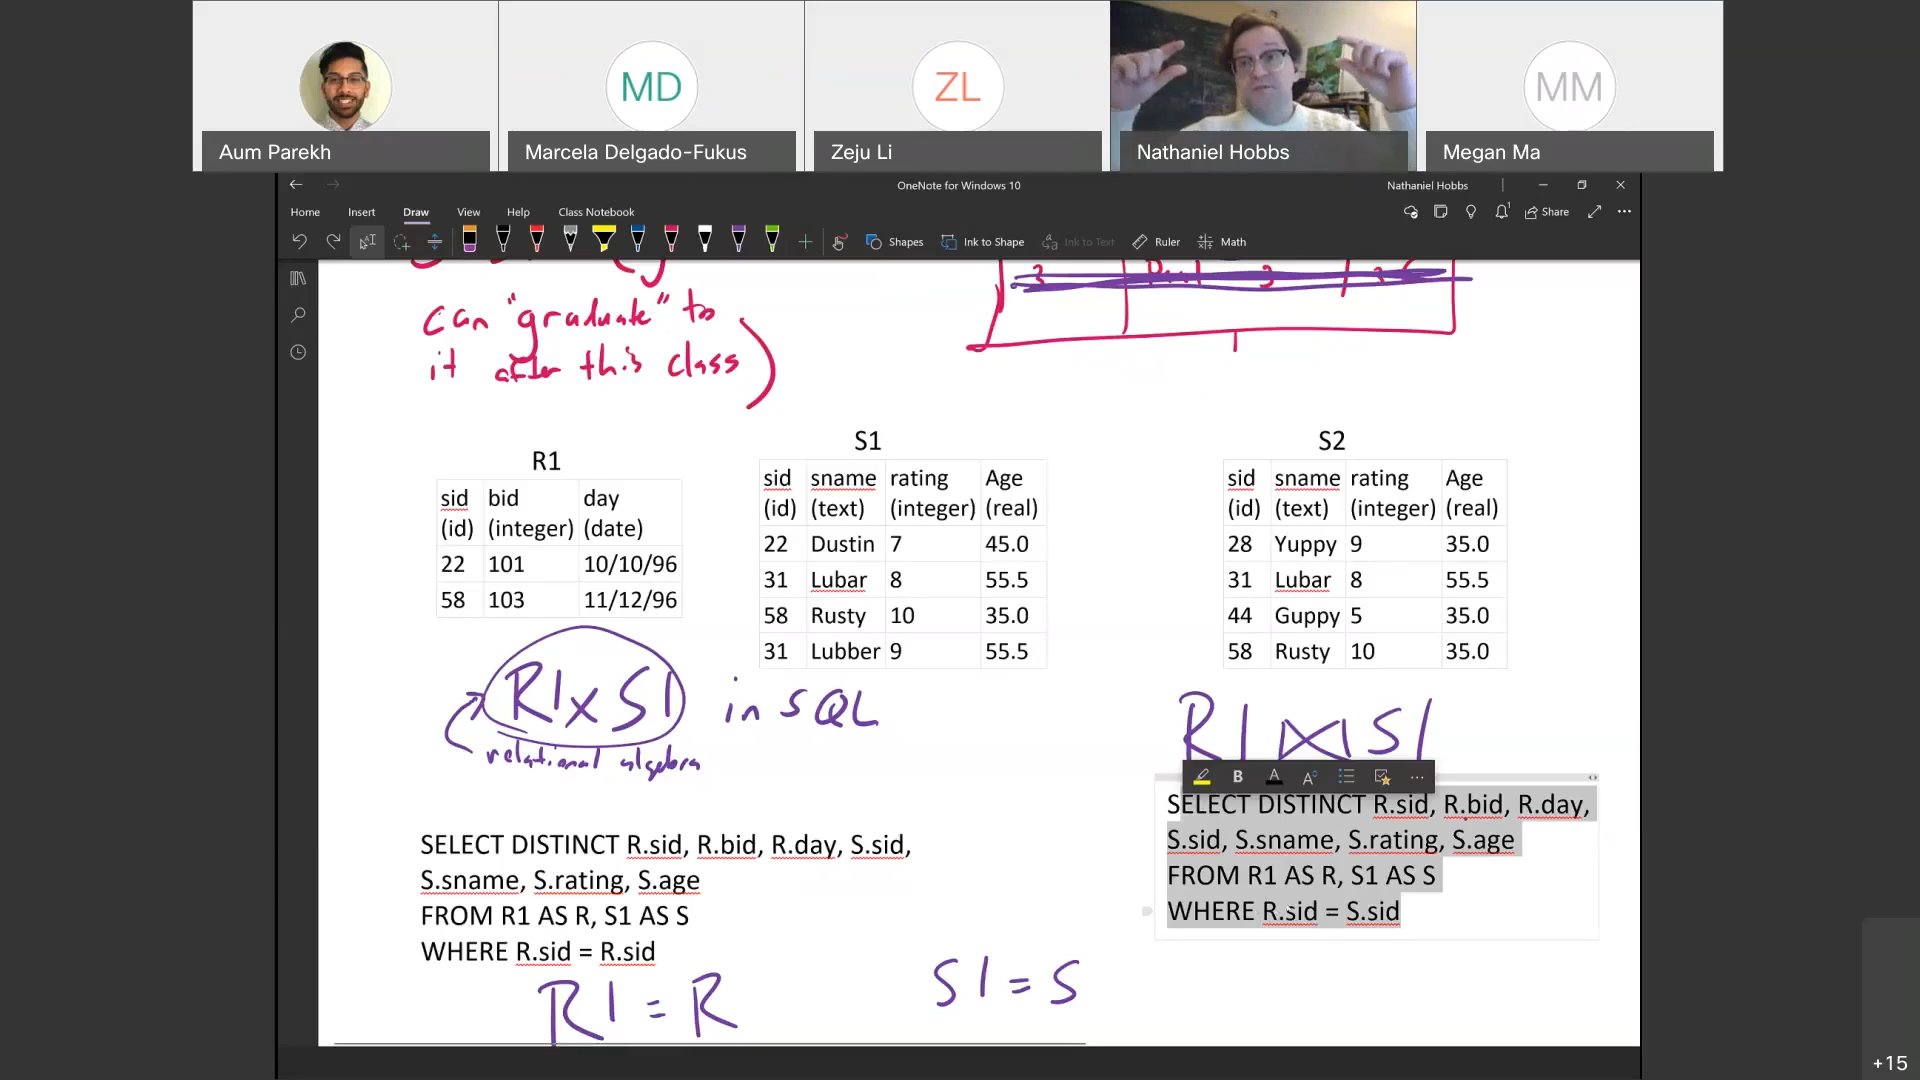 MD
ZL
MM
Aum Parekh
Marcela Delgado-Fukus
Zeju Li
Nathaniel Hobbs
Megan Ma
OneNote for Windows 10
Nathaniel Hobbs
Home Insert Draw View Help Class Notebook
Share
Shapes Ink to Shape Ink to Text Ruler Math
can "graduate" to
it after this class)
3 3
R1
sid bid day
(id) (integer) (date)
22 101 10/10/96
58 103 11/12/96
S1
sid sname rating Age
(id) (text) (integer) (real)
22 Dustin 7 45.0
31 Lubar 8 55.5
58 Rusty 10 35.0
31 Lubber 9 55.5
S2
sid sname rating Age
(id) (text) (integer) (real)
28 Yuppy 9 35.0
31 Lubar 8 55.5
44 Guppy 5 35.0
58 Rusty 10 35.0
R1 x S1 in SQL
relational algebra
R1 ⋈ S1
SELECT DISTINCT R.sid, R.bid, R.day, S.sid,
S.sname, S.rating, S.age
FROM R1 AS R, S1 AS S
WHERE R.sid = R.sid
R1 = R
S1 = S
SELECT DISTINCT R.sid, R.bid, R.day,
S.sid, S.sname, S.rating, S.age
FROM R1 AS R, S1 AS S
WHERE R.sid = S.sid
+15